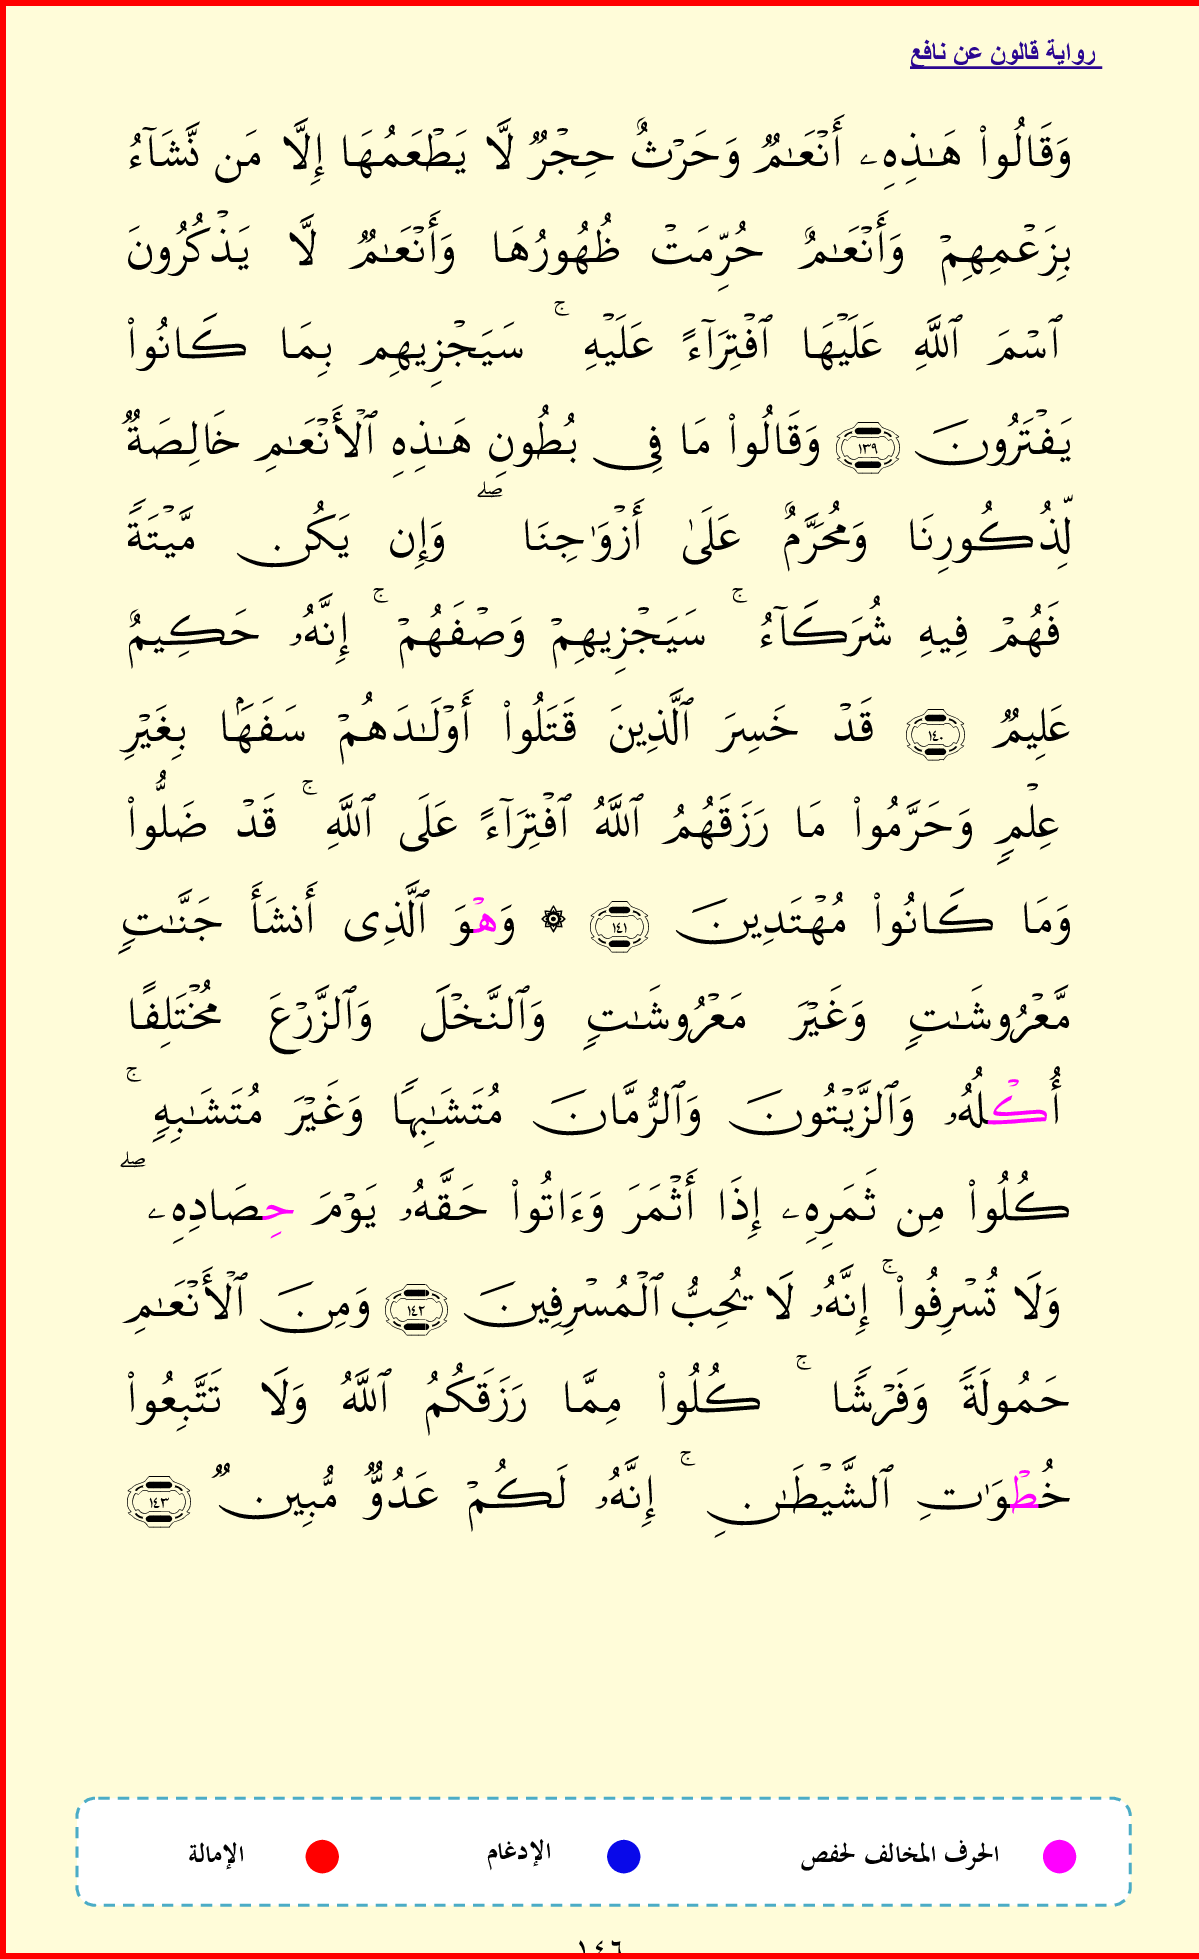 رواية قالون عن نافع
وَقَالُوا۟ هَـٰذِهِۦ أَنْعَـٰمٌ وَحَرْثٌ حِجْرٌ لَّا يَطْعَمُهَا إِلَّا مَن نَّشَآءُ
بِزَعْمِهِمْ وَأَنْعَـٰمٌ حُرِّمَتْ ظُهُورُهَا وَأَنْعَـٰمٌ لَّا يَذْكُرُونَ
ٱسْمَ ٱللَّهِ عَلَيْهَا ٱفْتِرَآءً عَلَيْهِ ۚ سَيَجْزِيهِم بِمَا كَانُوا۟
يَفْتَرُونَ ١٣٩ وَقَالُوا۟ مَا فِى بُطُونِ هَـٰذِهِ ٱلْأَنْعَـٰمِ خَالِصَةٌ
لِّذُكُورِنَا وَمُحَرَّمٌ عَلَىٰ أَزْوَٰجِنَا ۖ وَإِن يَكُن مَّيْتَةً
فَهُمْ فِيهِ شُرَكَآءُ ۚ سَيَجْزِيهِمْ وَصْفَهُمْ ۚ إِنَّهُۥ حَكِيمٌ
عَلِيمٌ ١٤٠ قَدْ خَسِرَ ٱلَّذِينَ قَتَلُوا۟ أَوْلَـٰدَهُمْ سَفَهًۢا بِغَيْرِ
عِلْمٍ وَحَرَّمُوا۟ مَا رَزَقَهُمُ ٱللَّهُ ٱفْتِرَآءً عَلَى ٱللَّهِ ۚ قَدْ ضَلُّوا۟
وَمَا كَانُوا۟ مُهْتَدِينَ ١٤١ ۞ وَهْوَ ٱلَّذِى أَنشَأَ جَنَّـٰتٍ
مَّعْرُوشَـٰتٍ وَغَيْرَ مَعْرُوشَـٰتٍ وَٱلنَّخْلَ وَٱلزَّرْعَ مُخْتَلِفًا
أُكْلُهُۥ وَٱلزَّيْتُونَ وَٱلرُّمَّانَ مُتَشَـٰبِهًا وَغَيْرَ مُتَشَـٰبِهٍ ۚ
كُلُوا۟ مِن ثَمَرِهِۦ إِذَا أَثْمَرَ وَءَاتُوا۟ حَقَّهُۥ يَوْمَ حِصَادِهِۦ ۖ
وَلَا تُسْرِفُوا۟ ۚ إِنَّهُۥ لَا يُحِبُّ ٱلْمُسْرِفِينَ ١٤٢ وَمِنَ ٱلْأَنْعَـٰمِ
حَمُولَةً وَفَرْشًا ۚ كُلُوا۟ مِمَّا رَزَقَكُمُ ٱللَّهُ وَلَا تَتَّبِعُوا۟
خُطْوَٰتِ ٱلشَّيْطَـٰنِ ۚ إِنَّهُۥ لَكُمْ عَدُوٌّ مُّبِينٌ ١٤٣
الحرف المخالف لحفص الإدغام الإمالة
١٤٦